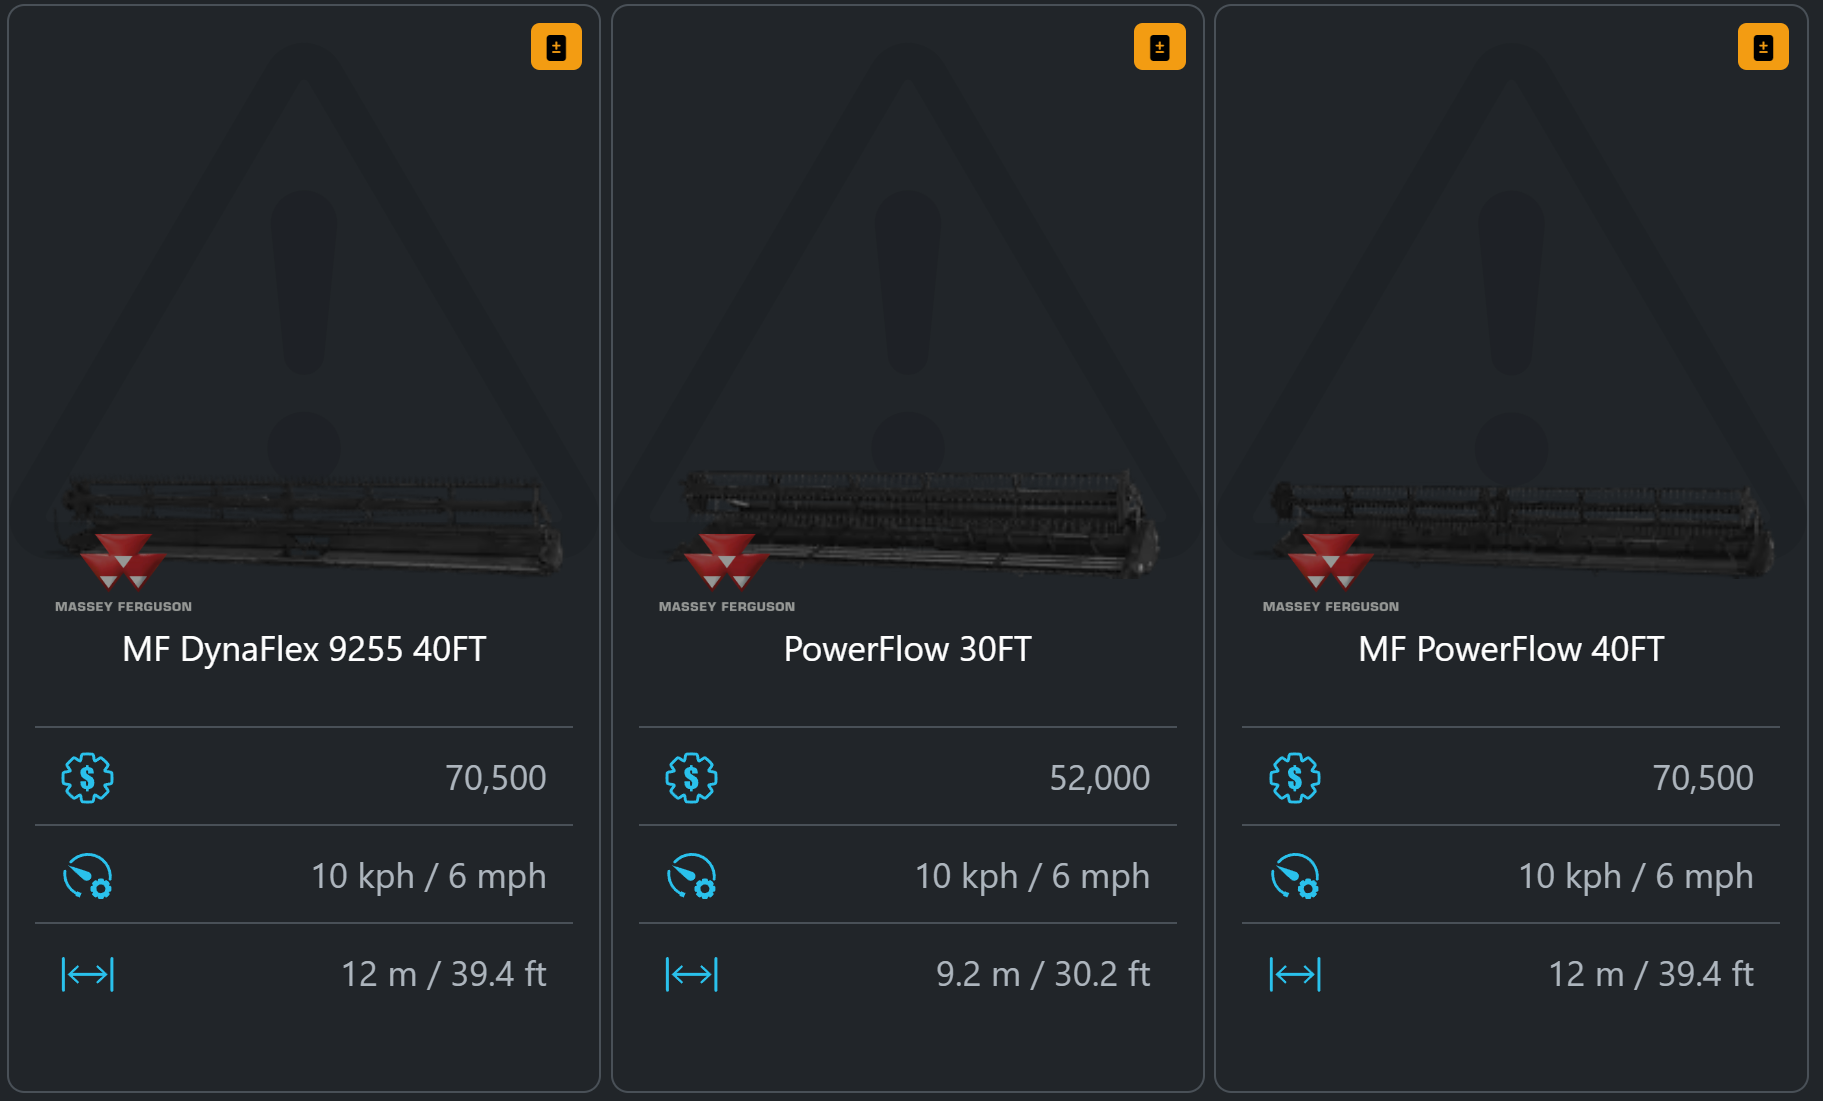 ±
MASSEY FERGUSON
MF DynaFlex 9255 40FT
$
70,500
10 kph / 6 mph
12 m / 39.4 ft
±
MASSEY FERGUSON
PowerFlow 30FT
$
52,000
10 kph / 6 mph
9.2 m / 30.2 ft
±
MASSEY FERGUSON
MF PowerFlow 40FT
$
70,500
10 kph / 6 mph
12 m / 39.4 ft